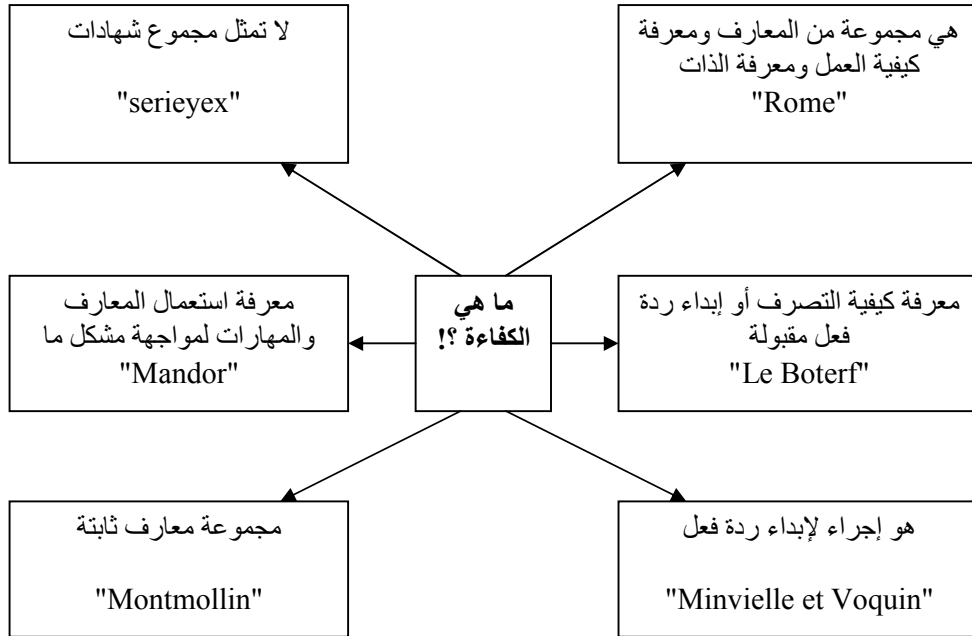 هي مجموعة من المعارف ومعرفة
كيفية العمل ومعرفة الذات
"Rome"
لا تمثل مجموع شهادات
"serieyex"
معرفة كيفية التصرف أو إبداء ردة
فعل مقبولة
"Le Boterf"
ما هي
الكفاءة ؟!
معرفة استعمال المعارف
والمهارات لمواجهة مشكل ما
"Mandor"
هو إجراء لإبداء ردة فعل
"Minvielle et Voquin"
مجموعة معارف ثابتة
"Montmollin"